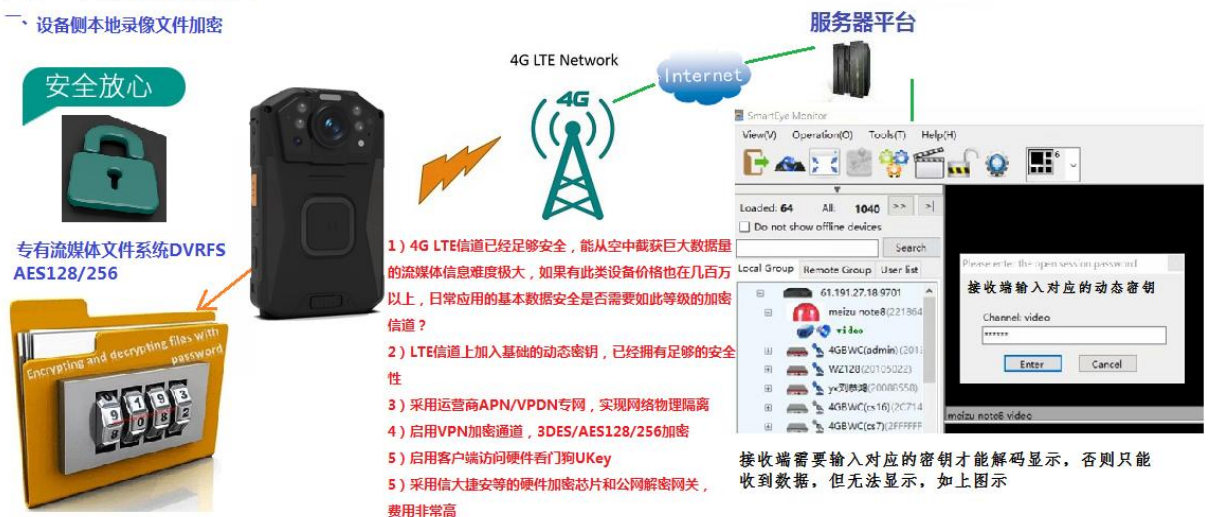 一、设备侧本地录像文件加密
安全放心
专有流媒体文件系统DVRFS
AES128/256
Encrypting and decrypting files with
password
4G LTE Network
4G
Internet
服务器平台
1）4G LTE信道已经足够安全，能从空中截获巨大数据量
的流媒体信息难度极大，如果有此类设备价格也在几百万
以上，日常应用的基本数据安全是否需要如此等级的加密
信道？
2）LTE信道上加入基础的动态密钥，已经拥有足够的安全
性
3）采用运营商APN/VPDN专网，实现网络物理隔离
4）启用VPN加密通道，3DES/AES128/256加密
5）启用客户端访问硬件看门狗UKey
5）采用信大捷安等的硬件加密芯片和公网解密网关，
费用非常高
SmartEye Monitor
View(V) Operation(O) Tools(T) Help(H)
6
Loaded: 64 All: 1040 >> >|
Do not show offline devices
Search
Local Group Remote Group User list
61.191.27.18:9701
meizu note8(221864
video
4GBWC(admin)(201
WZ128(20105022)
(20088558)
4GBWC(cs16)(2C714
4GBWC(cs7)(2FFFFFF
Please enter the open session password
接收端输入对应的动态密钥
Channel: video
******
Enter Cancel
meizu note6 video
接收端需要输入对应的密钥才能解码显示，否则只能
收到数据，但无法显示，如上图示